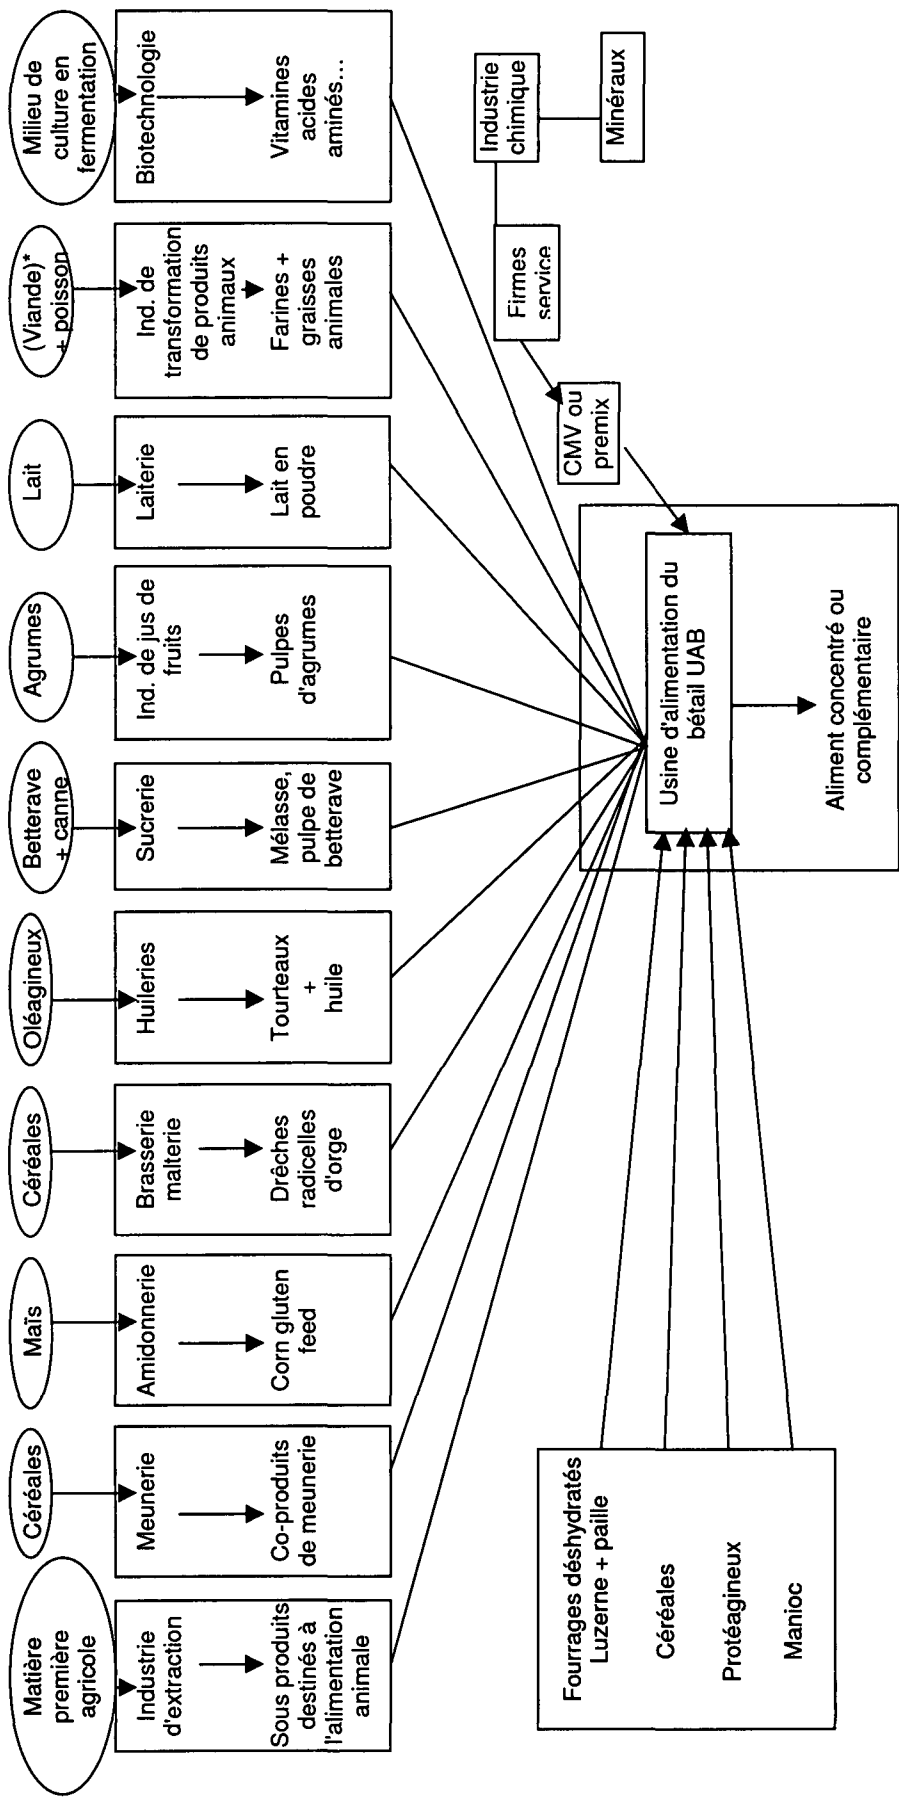 Matière
première
agricole
Industrie
d'extraction
Sous produits
destinés à
l'alimentation
animale
Céréales
Meunerie
Co-produits
de meunerie
Maïs
Amidonnerie
Corn gluten
feed
Céréales
Brasserie
malterie
Drêches
radicelles
d'orge
Oléagineux
Huileries
Tourteaux
+
huile
Betterave
+ canne
Sucrerie
Mélasse,
pulpe de
betterave
Agrumes
Ind. de jus de
fruits
Pulpes
d'agrumes
Lait
Laiterie
Lait en
poudre
(Viande)*
+ poisson
Ind. de
transformation
de produits
animaux
Farines +
graisses
animales
Milieu de
culture en
fermentation
Biotechnologie
Vitamines
acides
aminés...
Industrie
chimique
Minéraux
Firmes
service
CMV ou
premix
Usine d'alimentation du
bétail UAB
Aliment concentré ou
complémentaire
Fourrages déshydratés
Luzerne + paille
Céréales
Protéagineux
Manioc